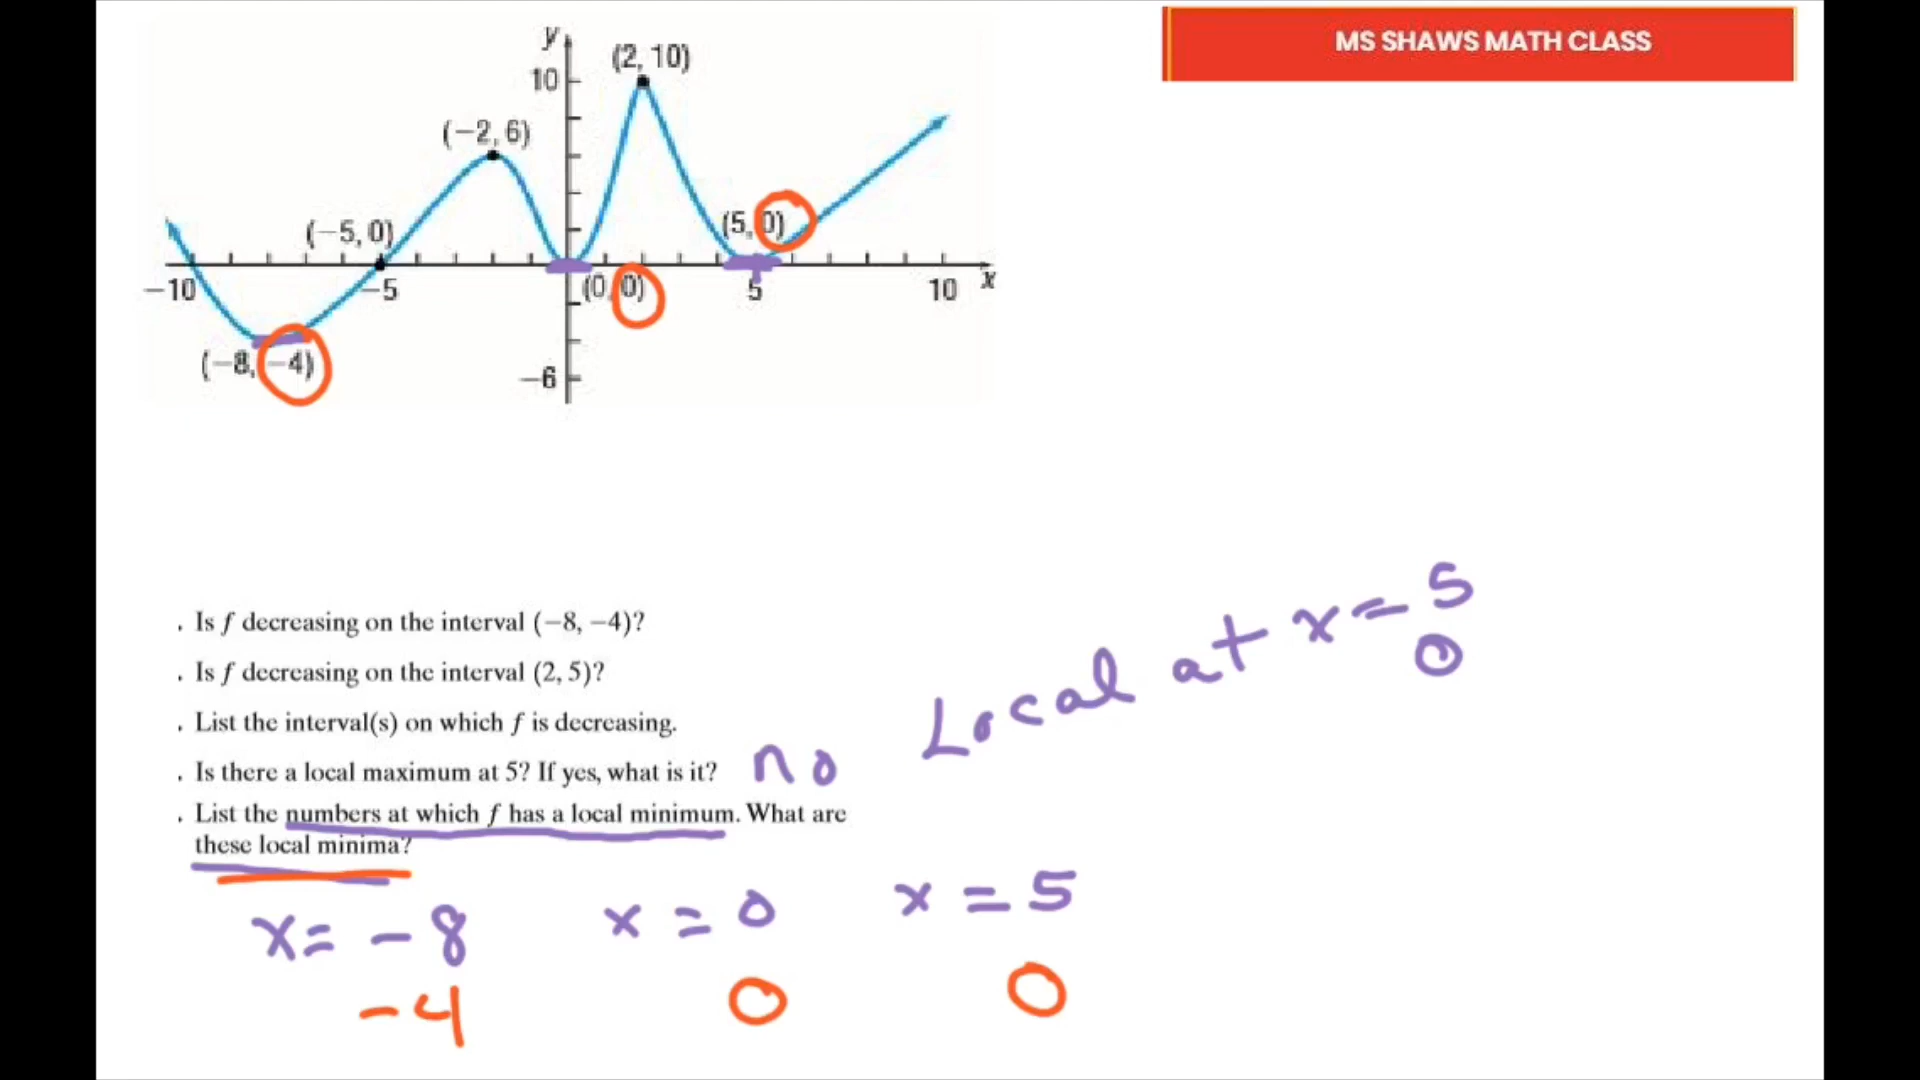 MS SHAWS MATH CLASS
y
(2, 10)
10
(−2, 6)
(−5, 0)
(5, 0)
−10
−5
(0, 0)
5
10
x
(−8, −4)
−6
. Is f decreasing on the interval (−8, −4)?
. Is f decreasing on the interval (2, 5)?
. List the interval(s) on which f is decreasing.
. Is there a local maximum at 5? If yes, what is it? no
Local at x = 5
0
. List the numbers at which f has a local minimum. What are
these local minima?
x = -8 x = 0 x = 5
-4 0 0